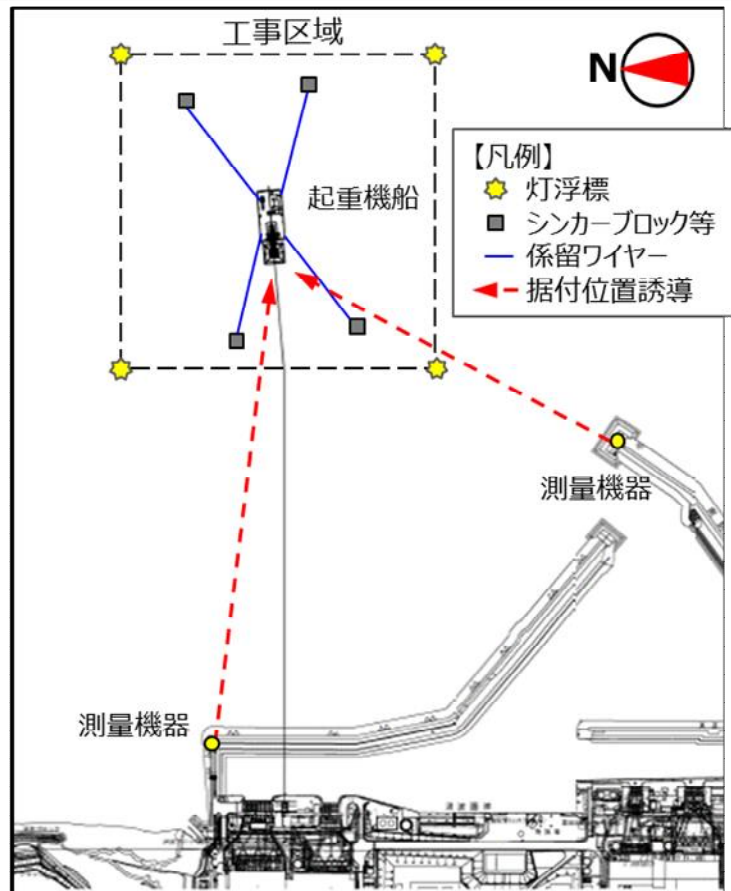 工事区域
N
【凡例】
灯浮標
シンカーブロック等
係留ワイヤー
据付位置誘導
起重機船
測量機器
測量機器